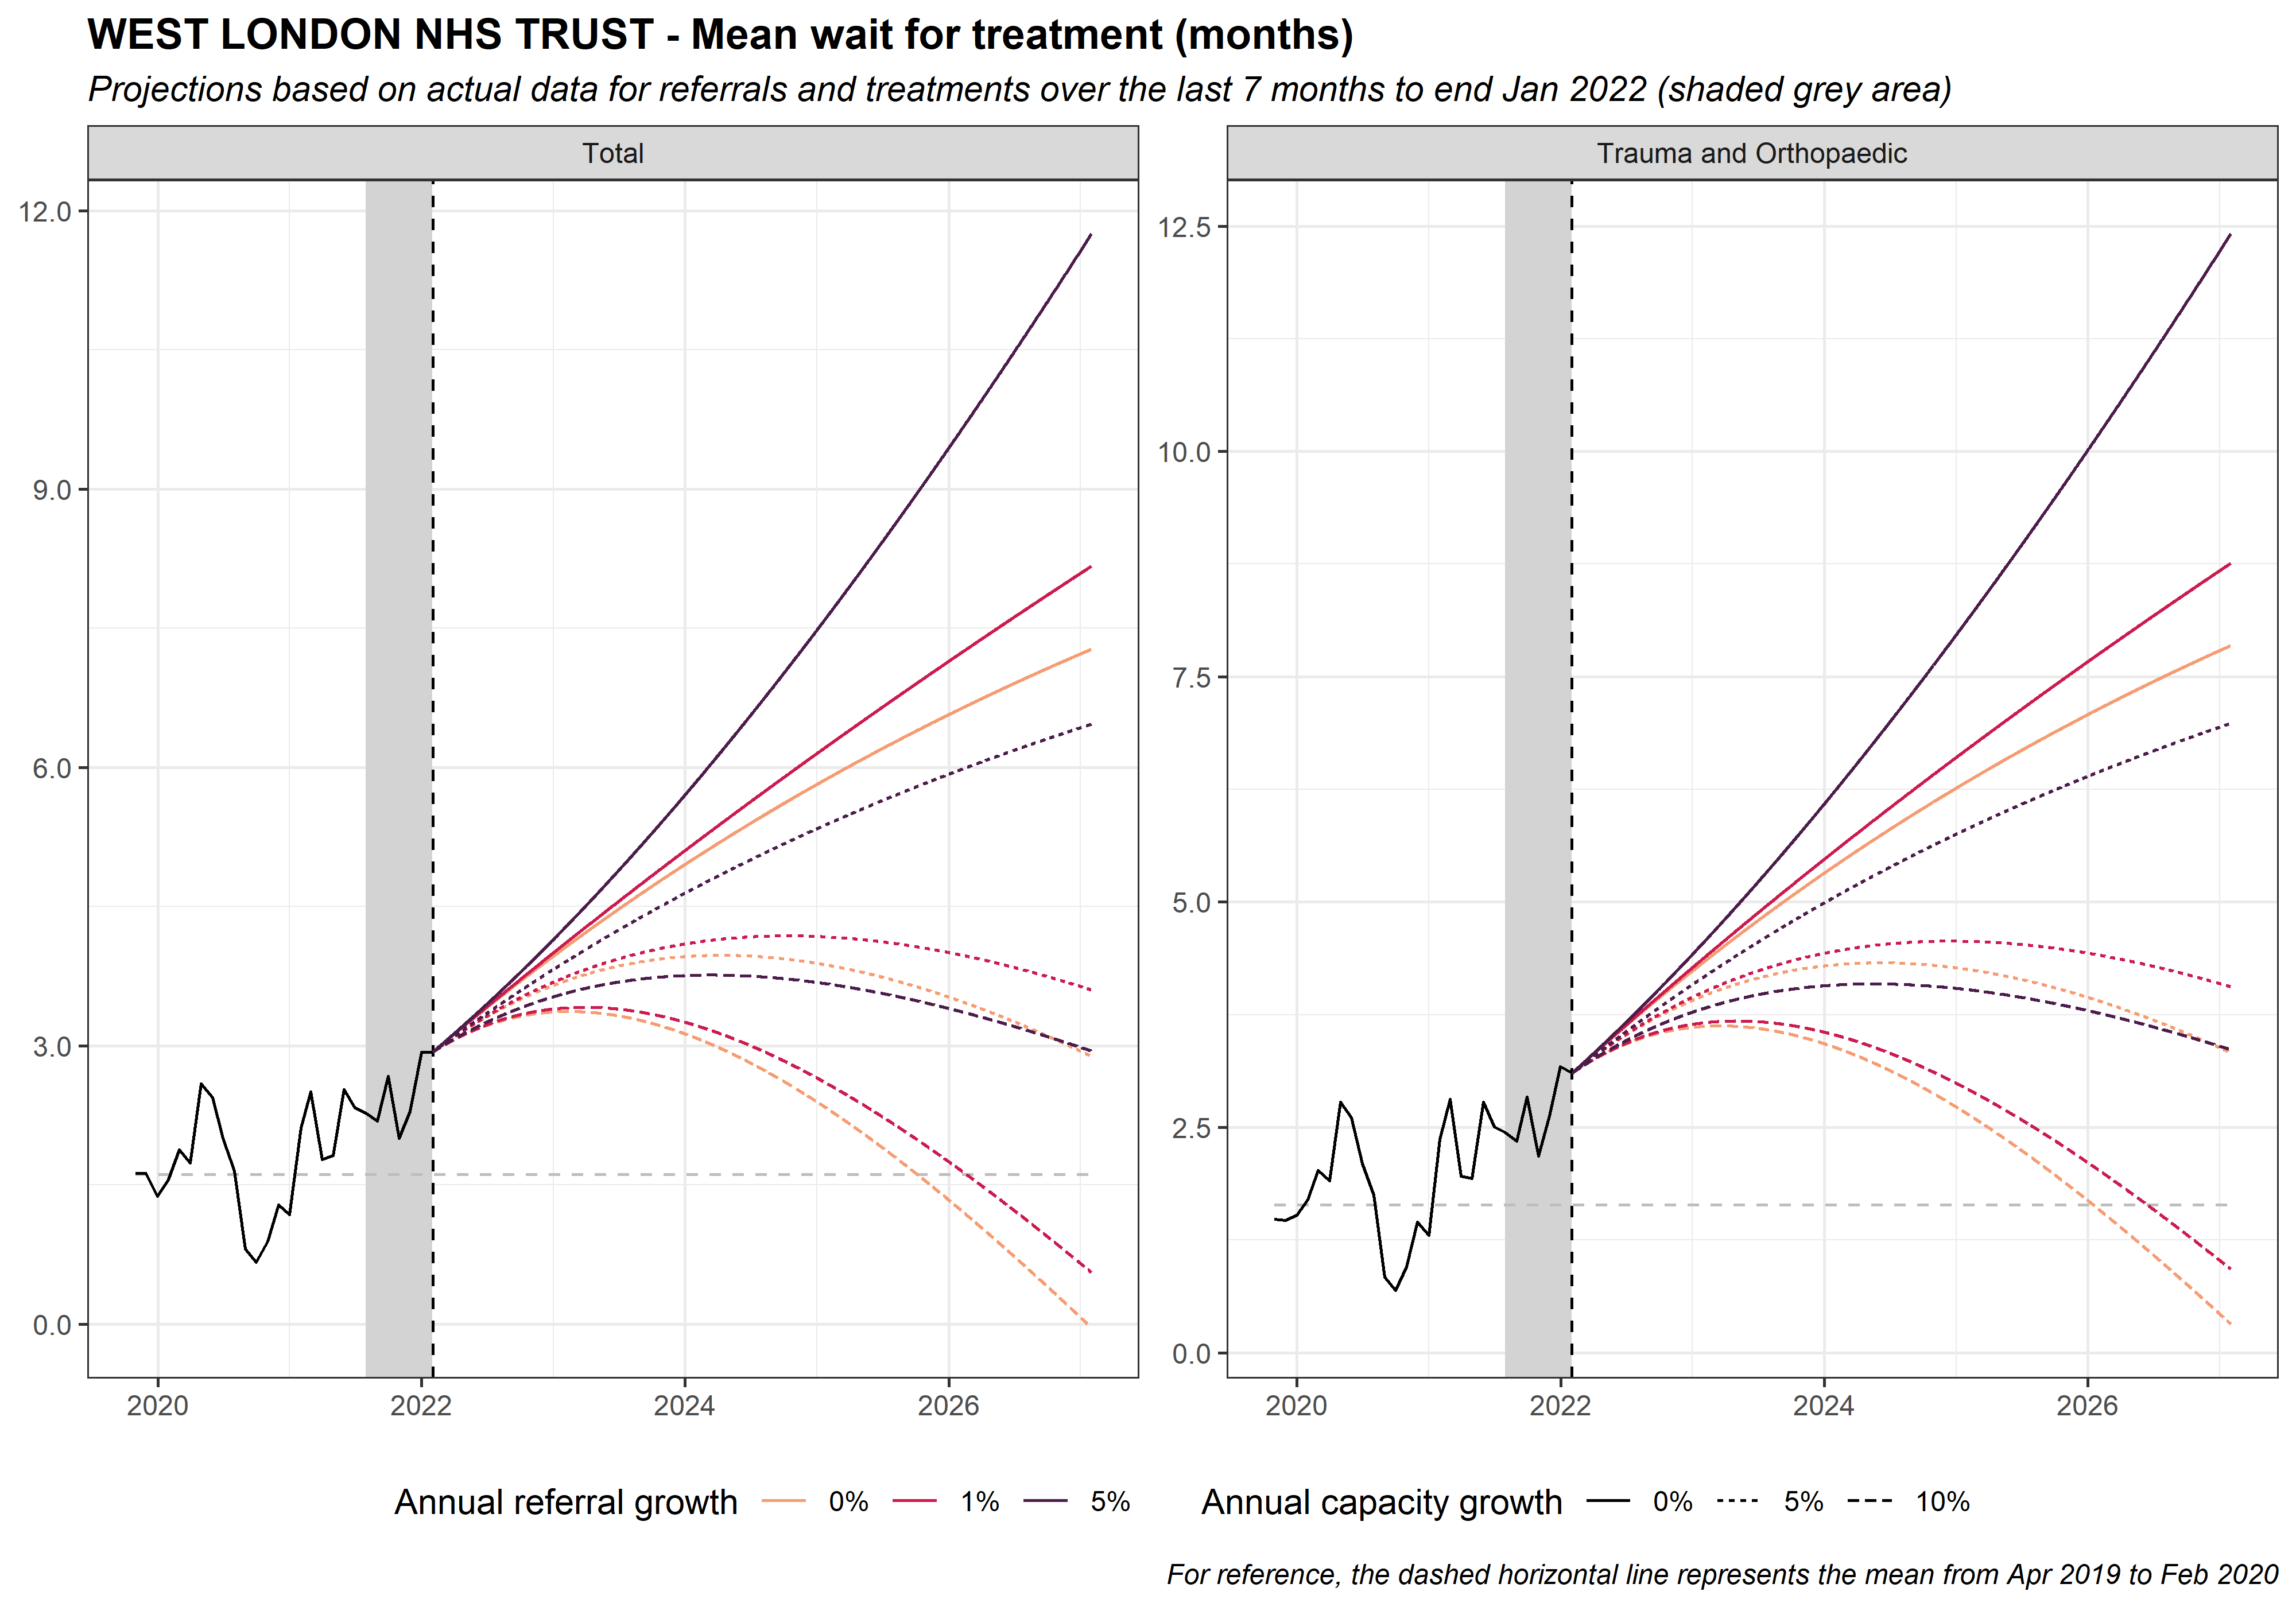 WEST LONDON NHS TRUST - Mean wait for treatment (months)
Projections based on actual data for referrals and treatments over the last 7 months to end Jan 2022 (shaded grey area)
Total
12.0
9.0
6.0
3.0
0.0
2020 2022 2024 2026
Trauma and Orthopaedic
12.5
10.0
7.5
5.0
2.5
0.0
2020 2022 2024 2026
Annual referral growth 0% 1% 5%
Annual capacity growth 0% 5% 10%
For reference, the dashed horizontal line represents the mean from Apr 2019 to Feb 2020